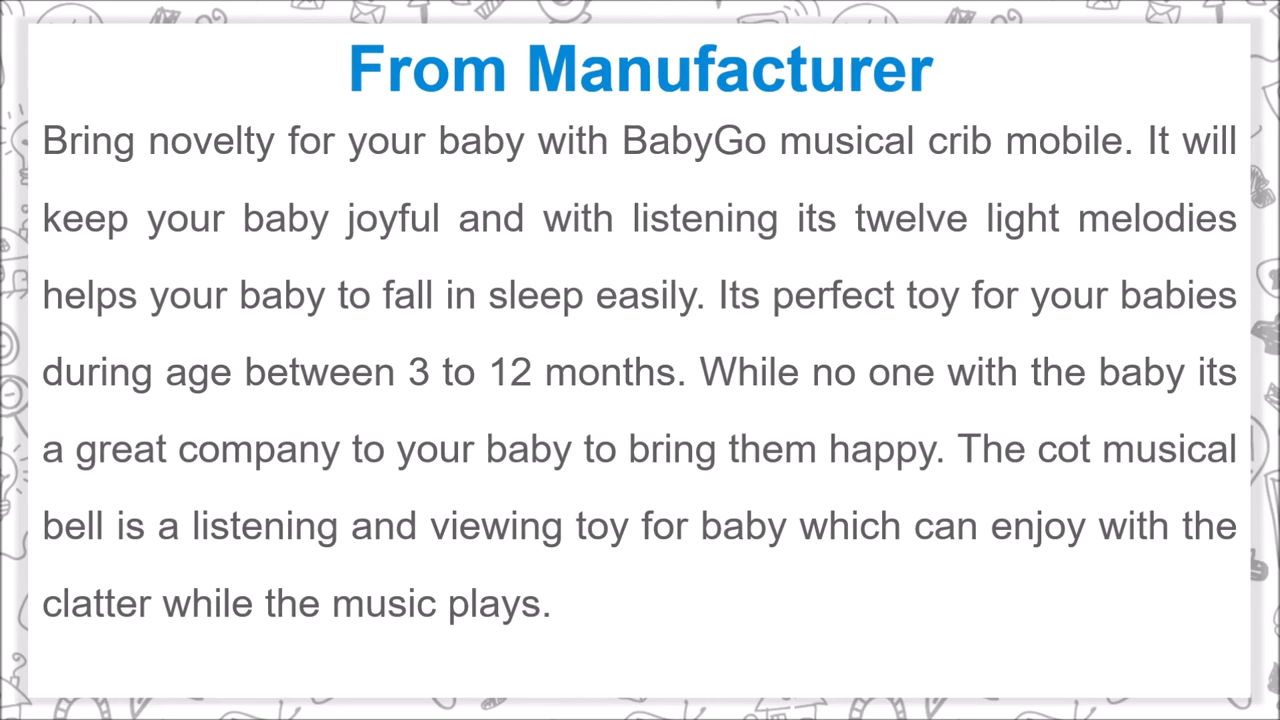 From Manufacturer
Bring novelty for your baby with BabyGo musical crib mobile. It will
keep your baby joyful and with listening its twelve light melodies
helps your baby to fall in sleep easily. Its perfect toy for your babies
during age between 3 to 12 months. While no one with the baby its
a great company to your baby to bring them happy. The cot musical
bell is a listening and viewing toy for baby which can enjoy with the
clatter while the music plays.